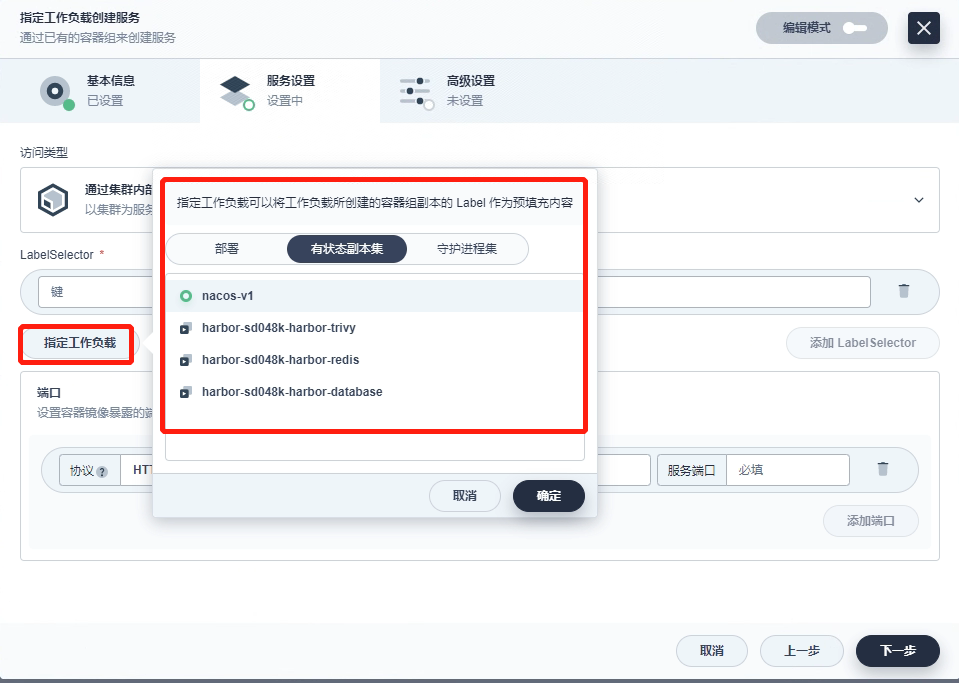 指定工作负载创建服务
通过已有的容器组来创建服务
编辑模式
基本信息
已设置
服务设置
设置中
高级设置
未设置
访问类型
通过集群内部
以集群为服务
指定工作负载可以将工作负载所创建的容器组副本的 Label 作为预填充内容
部署
有状态副本集
守护进程集
LabelSelector *
键
nacos-v1
harbor-sd048k-harbor-trivy
harbor-sd048k-harbor-redis
harbor-sd048k-harbor-database
指定工作负载
添加 LabelSelector
端口
设置容器镜像暴露的端
协议 ?
HTT
服务端口
必填
取消
确定
添加端口
取消
上一步
下一步